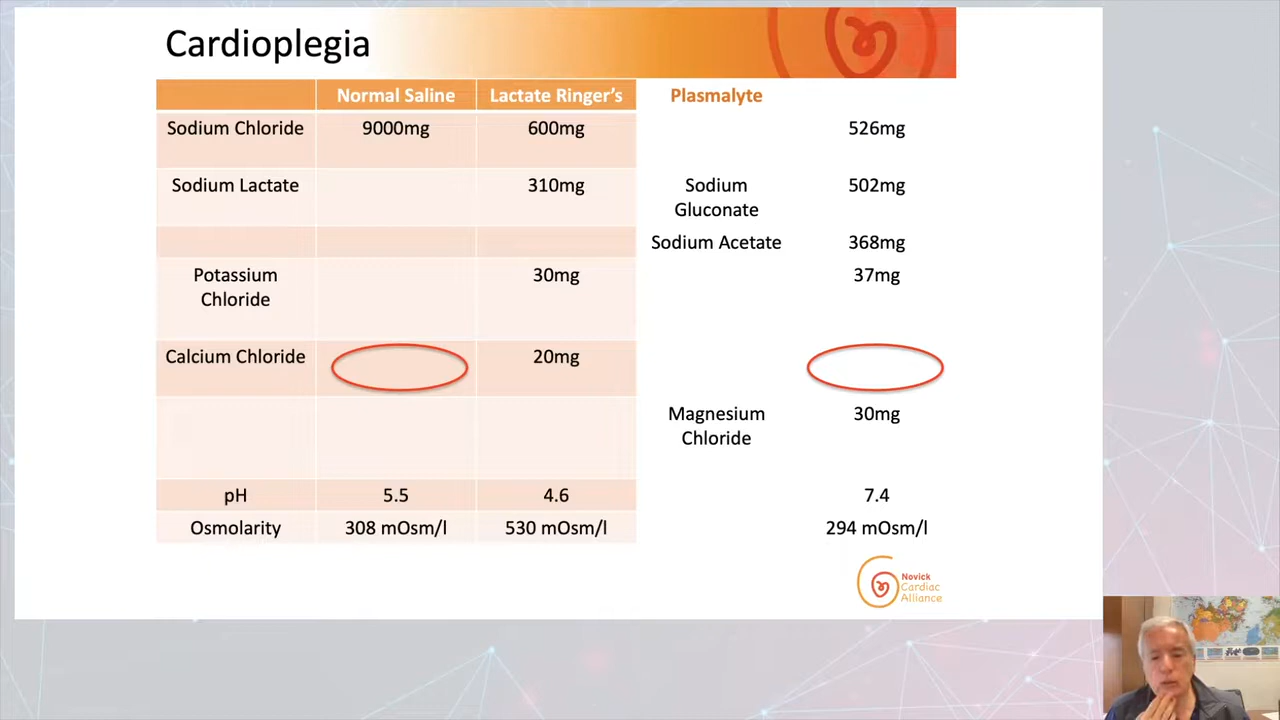 Cardioplegia
Normal Saline Lactate Ringer's Plasmalyte
Sodium Chloride 9000mg 600mg 526mg
Sodium Lactate 310mg Sodium 502mg
Gluconate
Sodium Acetate 368mg
Potassium 30mg 37mg
Chloride
Calcium Chloride 20mg
Magnesium 30mg
Chloride
pH 5.5 4.6 7.4
Osmolarity 308 mOsm/l 530 mOsm/l 294 mOsm/l
Novick
Cardiac
Alliance